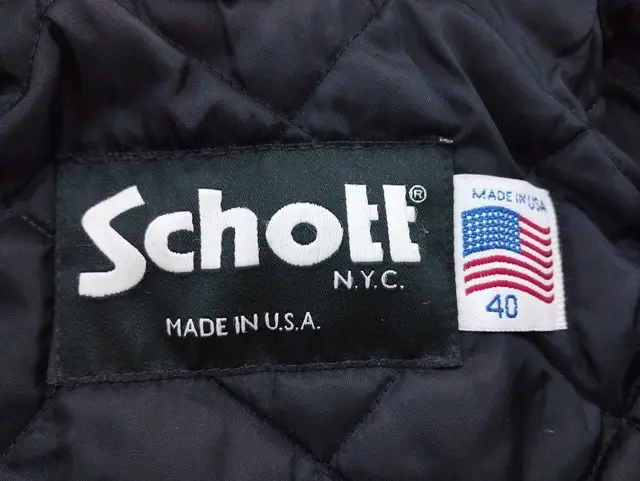 Schott®
N.Y.C.
MADE IN U.S.A.
MADE IN USA
40